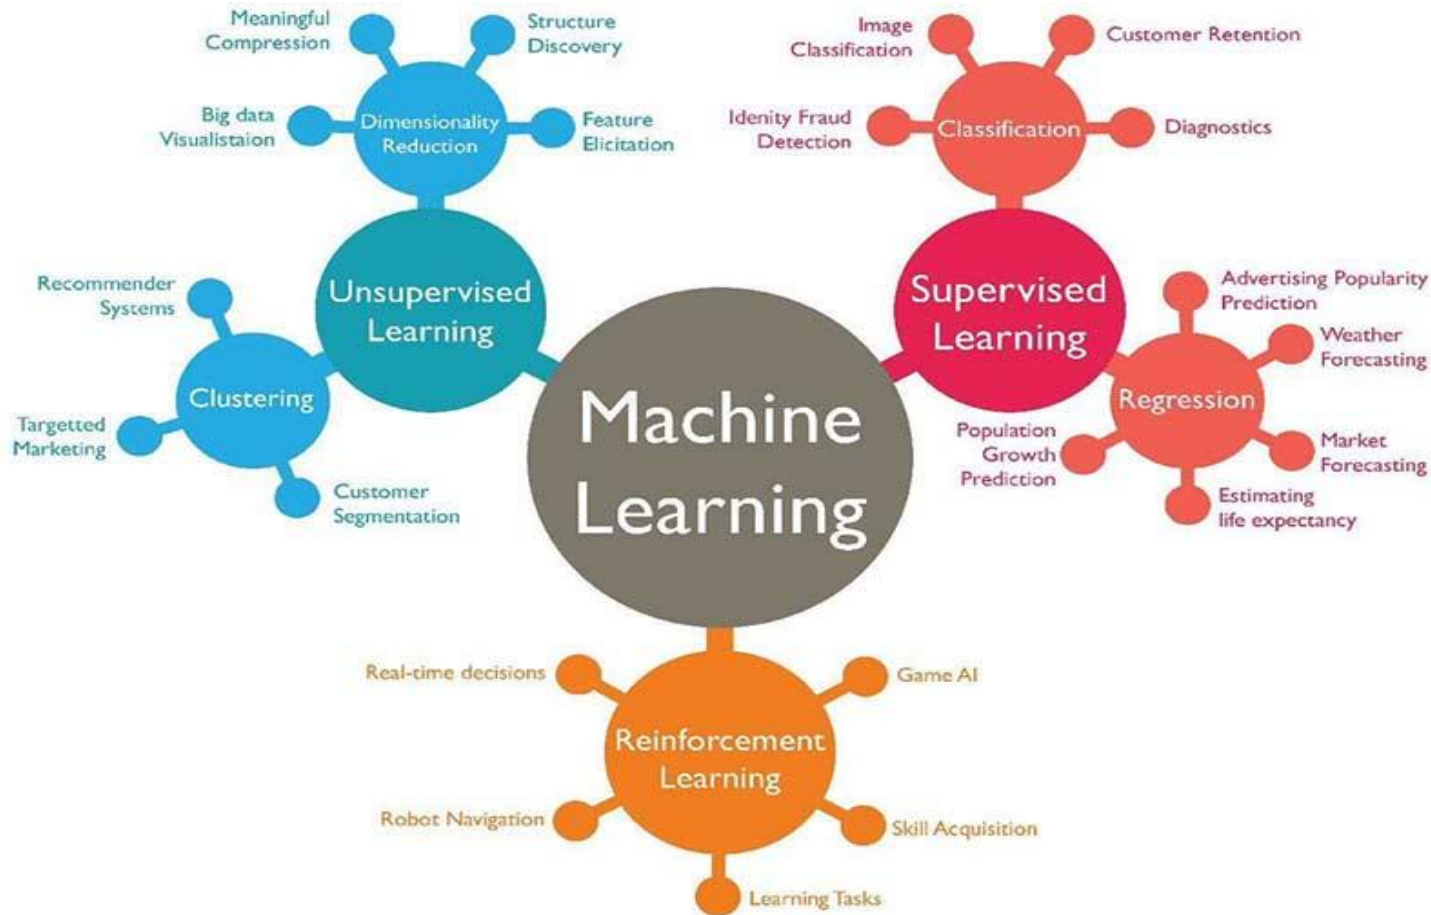 Meaningful
Compression
Structure
Discovery
Big data
Visualistaion
Dimensionality
Reduction
Feature
Elicitation
Image
Classification
Customer Retention
Idenity Fraud
Detection
Classification
Diagnostics
Recommender
Systems
Unsupervised
Learning
Clustering
Targetted
Marketing
Customer
Segmentation
Machine
Learning
Supervised
Learning
Advertising Popularity
Prediction
Weather
Forecasting
Regression
Population
Growth
Prediction
Market
Forecasting
Estimating
life expectancy
Real-time decisions
Game AI
Reinforcement
Learning
Robot Navigation
Skill Acquisition
Learning Tasks